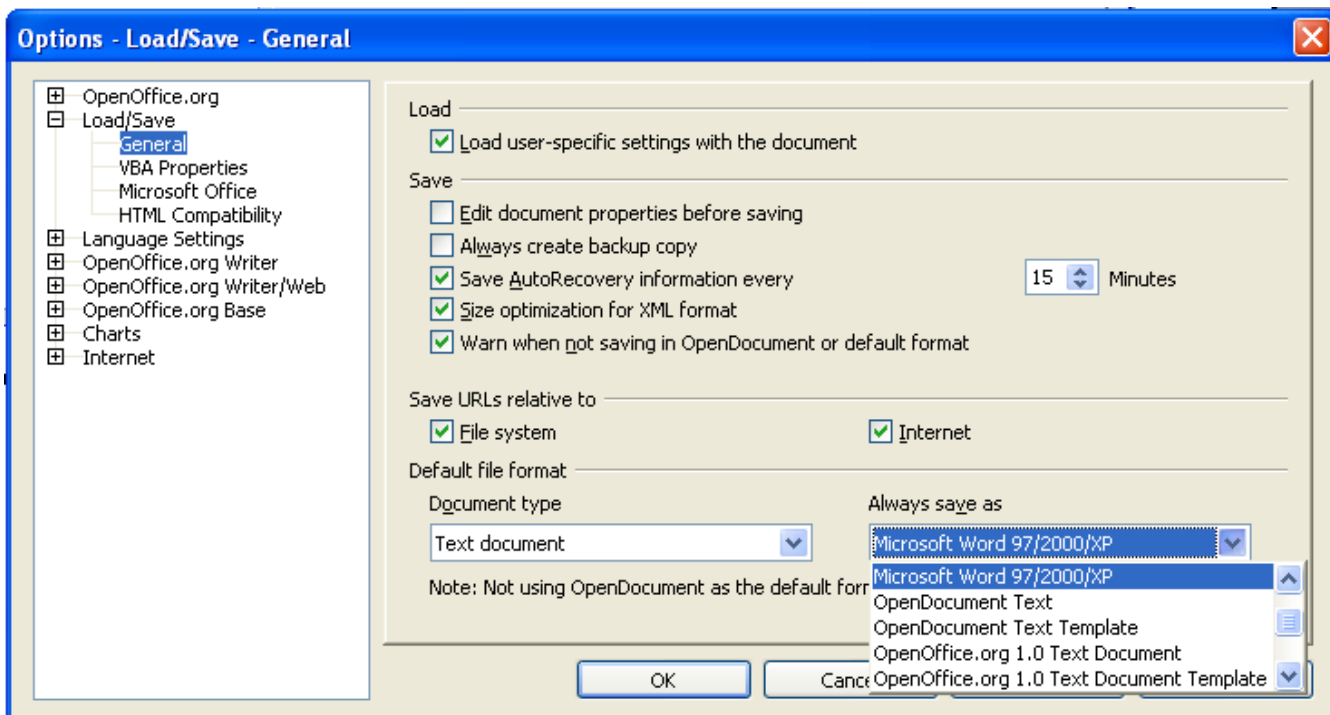 Options - Load/Save - General
OpenOffice.org
Load/Save
General
VBA Properties
Microsoft Office
HTML Compatibility
Language Settings
OpenOffice.org Writer
OpenOffice.org Writer/Web
OpenOffice.org Base
Charts
Internet
Load
Load user-specific settings with the document
Save
Edit document properties before saving
Always create backup copy
Save AutoRecovery information every 15 Minutes
Size optimization for XML format
Warn when not saving in OpenDocument or default format
Save URLs relative to
File system Internet
Default file format
Document type Always save as
Text document Microsoft Word 97/2000/XP
Note: Not using OpenDocument as the default
Microsoft Word 97/2000/XP
OpenDocument Text
OpenDocument Text Template
OpenOffice.org 1.0 Text Document
OpenOffice.org 1.0 Text Document Template
OK